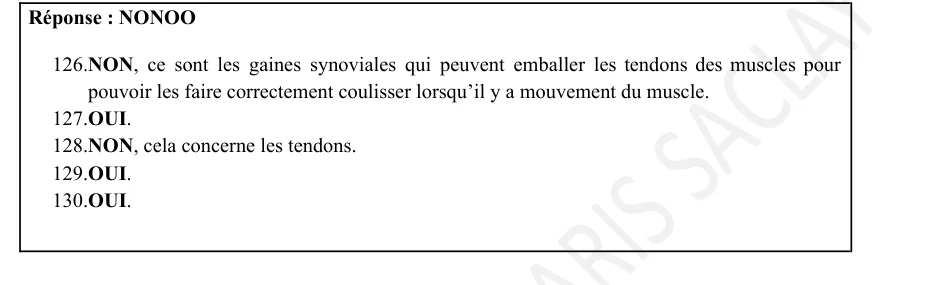 Réponse : NONOO
126.NON, ce sont les gaines synoviales qui peuvent emballer les tendons des muscles pour
pouvoir les faire correctement coulisser lorsqu’il y a mouvement du muscle.
127.OUI.
128.NON, cela concerne les tendons.
129.OUI.
130.OUI.
ARIS SACLAY